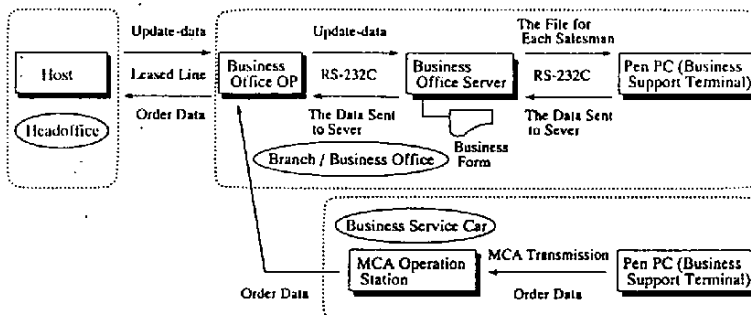 Update-data
Update-data
The File for
Each Salesman
Host
Leased Line
Business
Office OP
RS-232C
Business
Office Server
RS-232C
Pen PC (Business
Support Terminal)
Order Data
The Data Sent
to Sever
The Data Sent
to Sever
Headoffice
Business
Form
Branch / Business Office
Business Service Car
MCA Operation
Station
MCA Transmission
Pen PC (Business
Support Terminal)
Order Data
Order Data